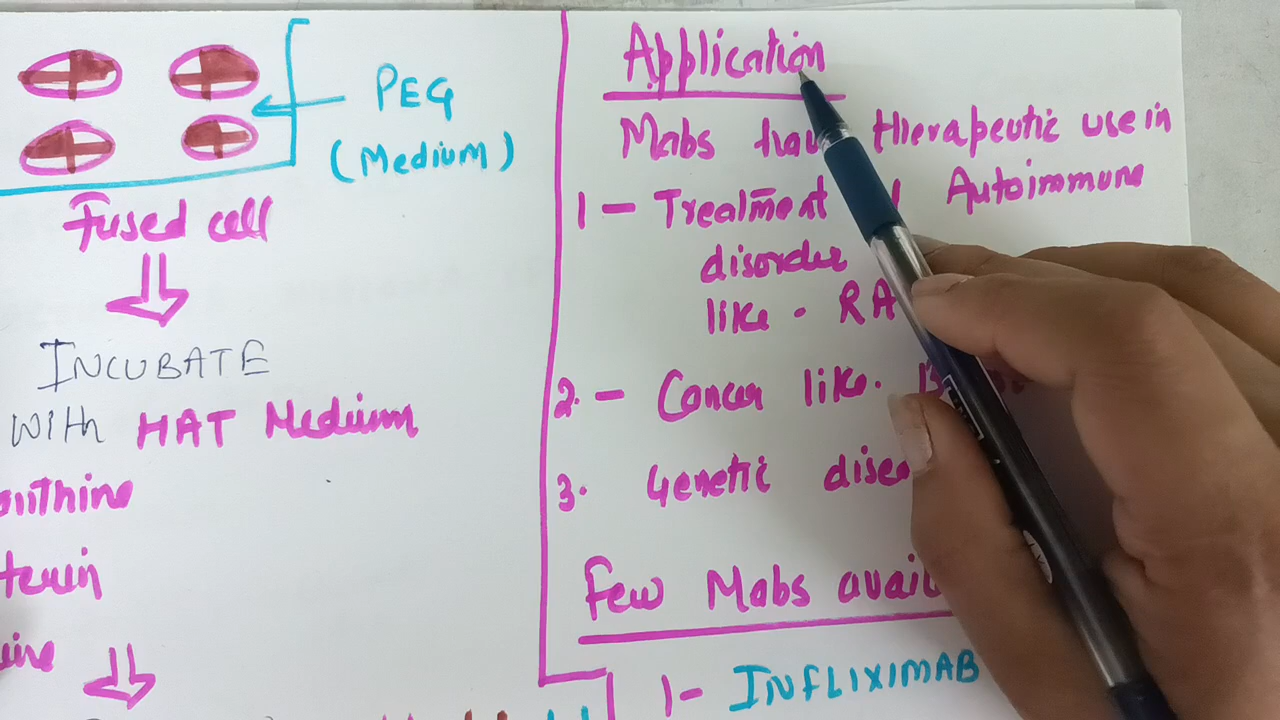 PEG
(Medium)
Fused cell
INCUBATE
With HAT Medium
Application
Mabs have therapeutic use in
1 - Treatment Autoimmune
disorder
like - RA
2. - Cancer like.
3. Genetic
Few Mabs
1- INFLIXIMAB